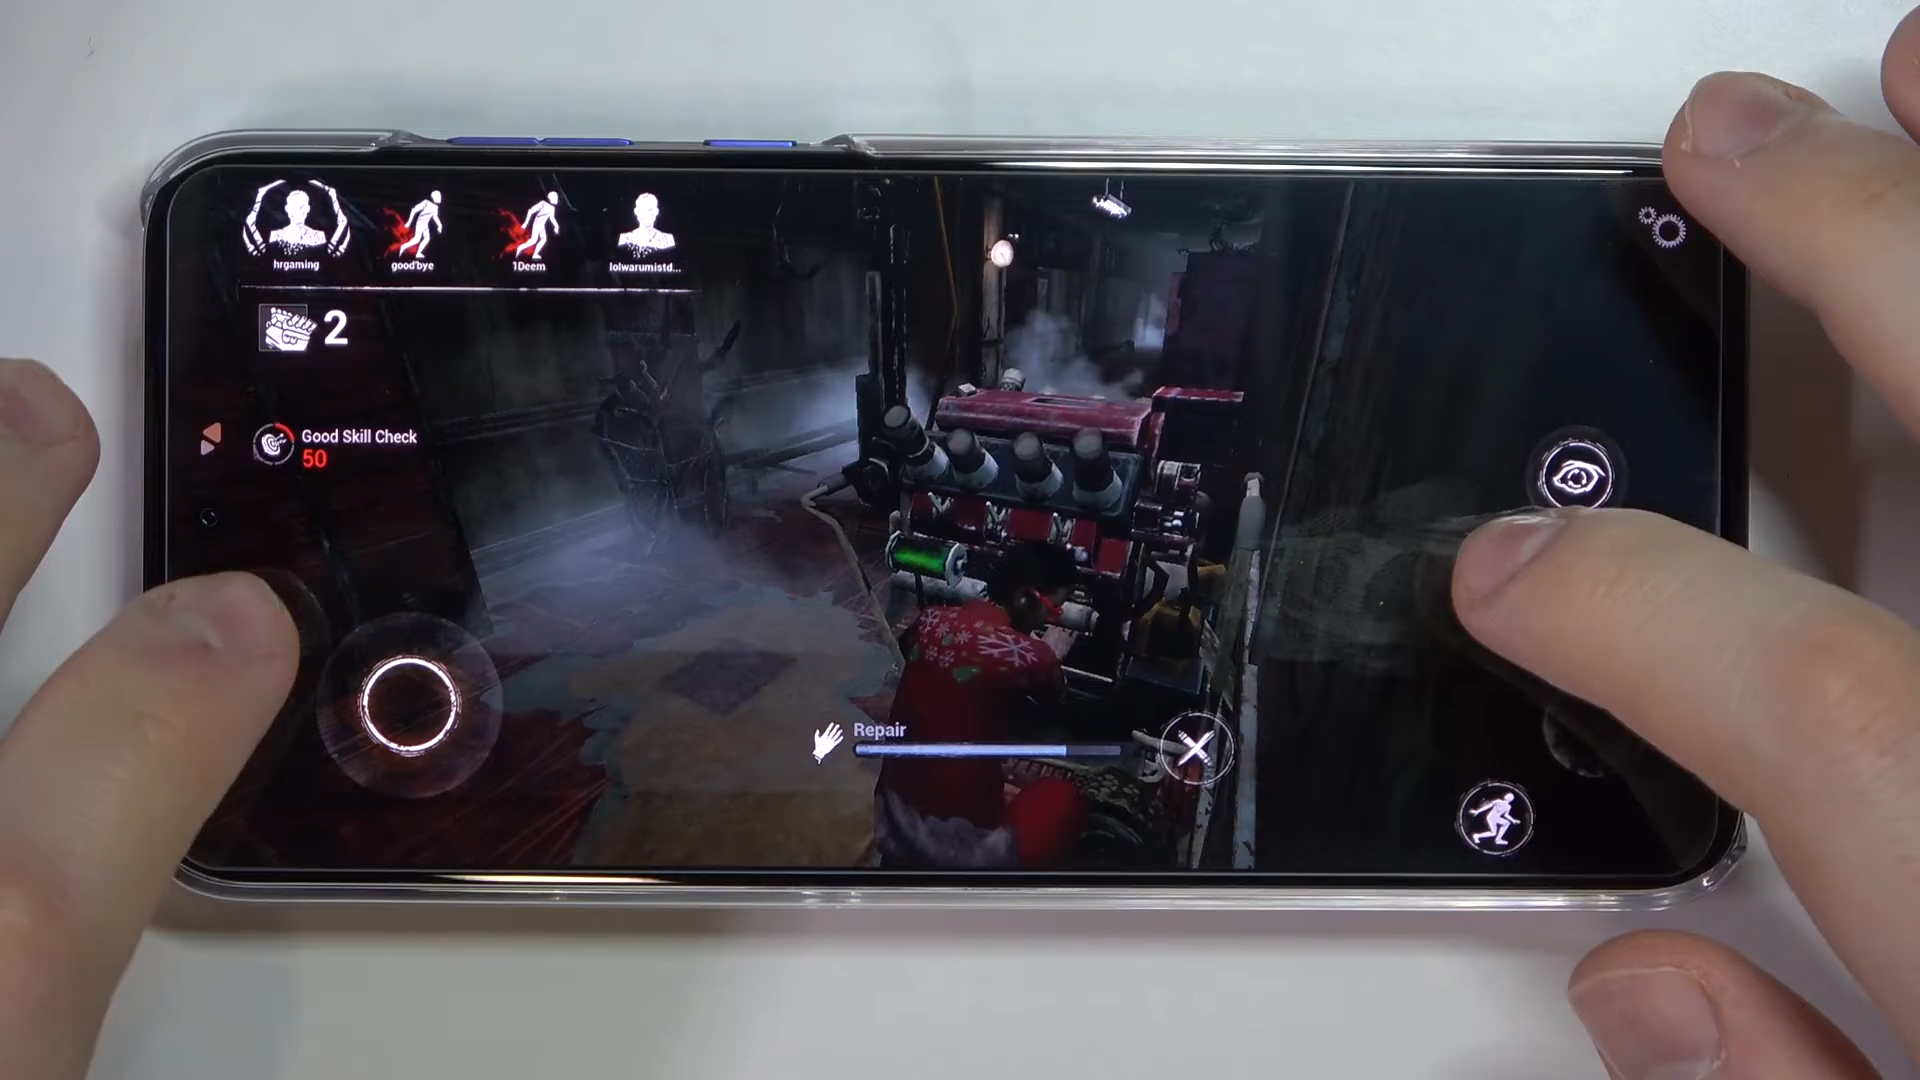 hrgaming
good'bye
1Deem
lolwarumistd...
2
Good Skill Check
50
Repair